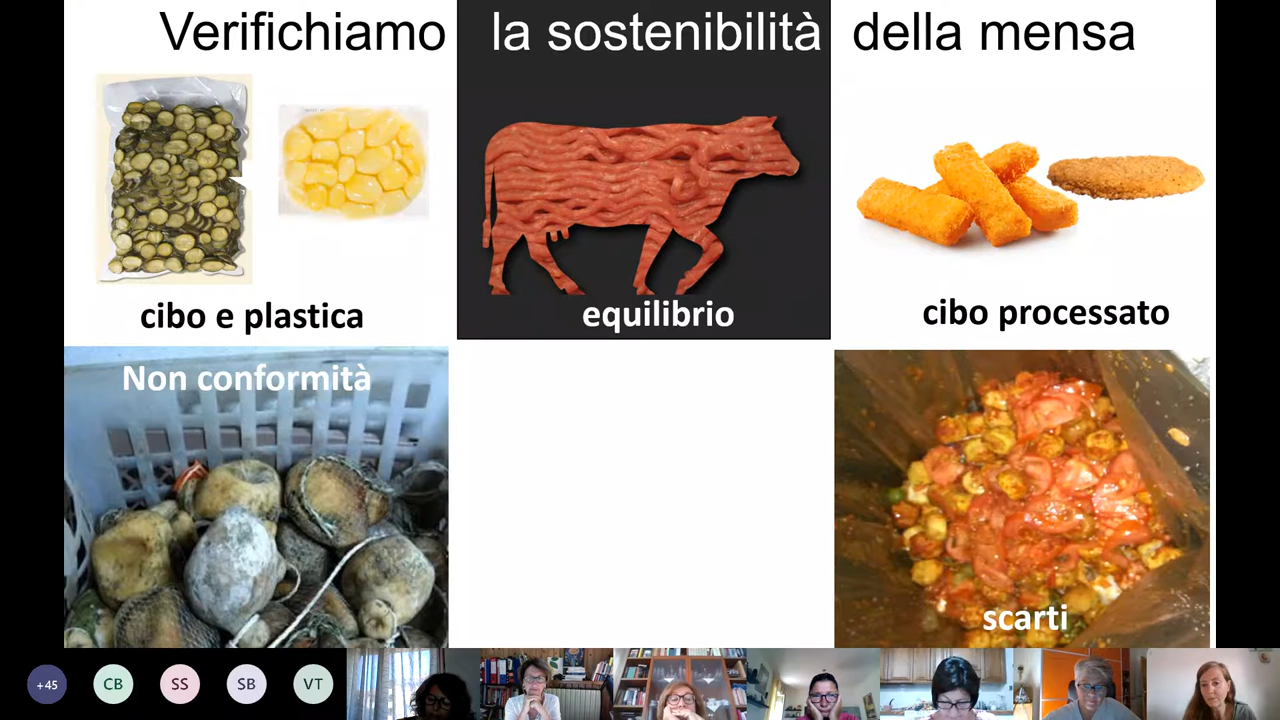 Verifichiamo la sostenibilità della mensa
cibo e plastica
equilibrio
cibo processato
Non conformità
scarti
+45
CB
SS
SB
VT